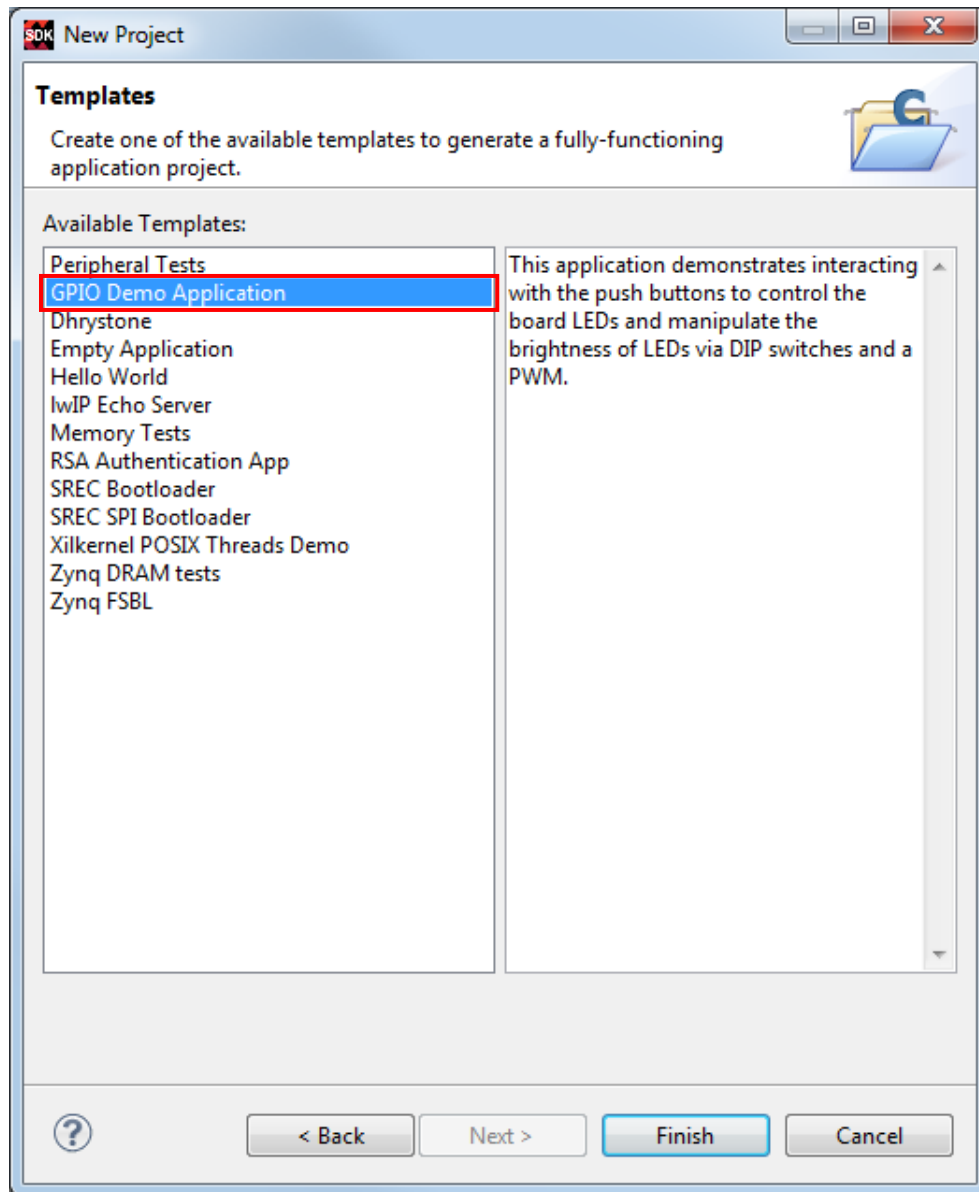 SDK New Project
Templates
Create one of the available templates to generate a fully-functioning
application project.
Available Templates:
Peripheral Tests
GPIO Demo Application
Dhrystone
Empty Application
Hello World
lwIP Echo Server
Memory Tests
RSA Authentication App
SREC Bootloader
SREC SPI Bootloader
Xilkernel POSIX Threads Demo
Zynq DRAM tests
Zynq FSBL
This application demonstrates interacting
with the push buttons to control the
board LEDs and manipulate the
brightness of LEDs via DIP switches and a
PWM.
? < Back Next > Finish Cancel